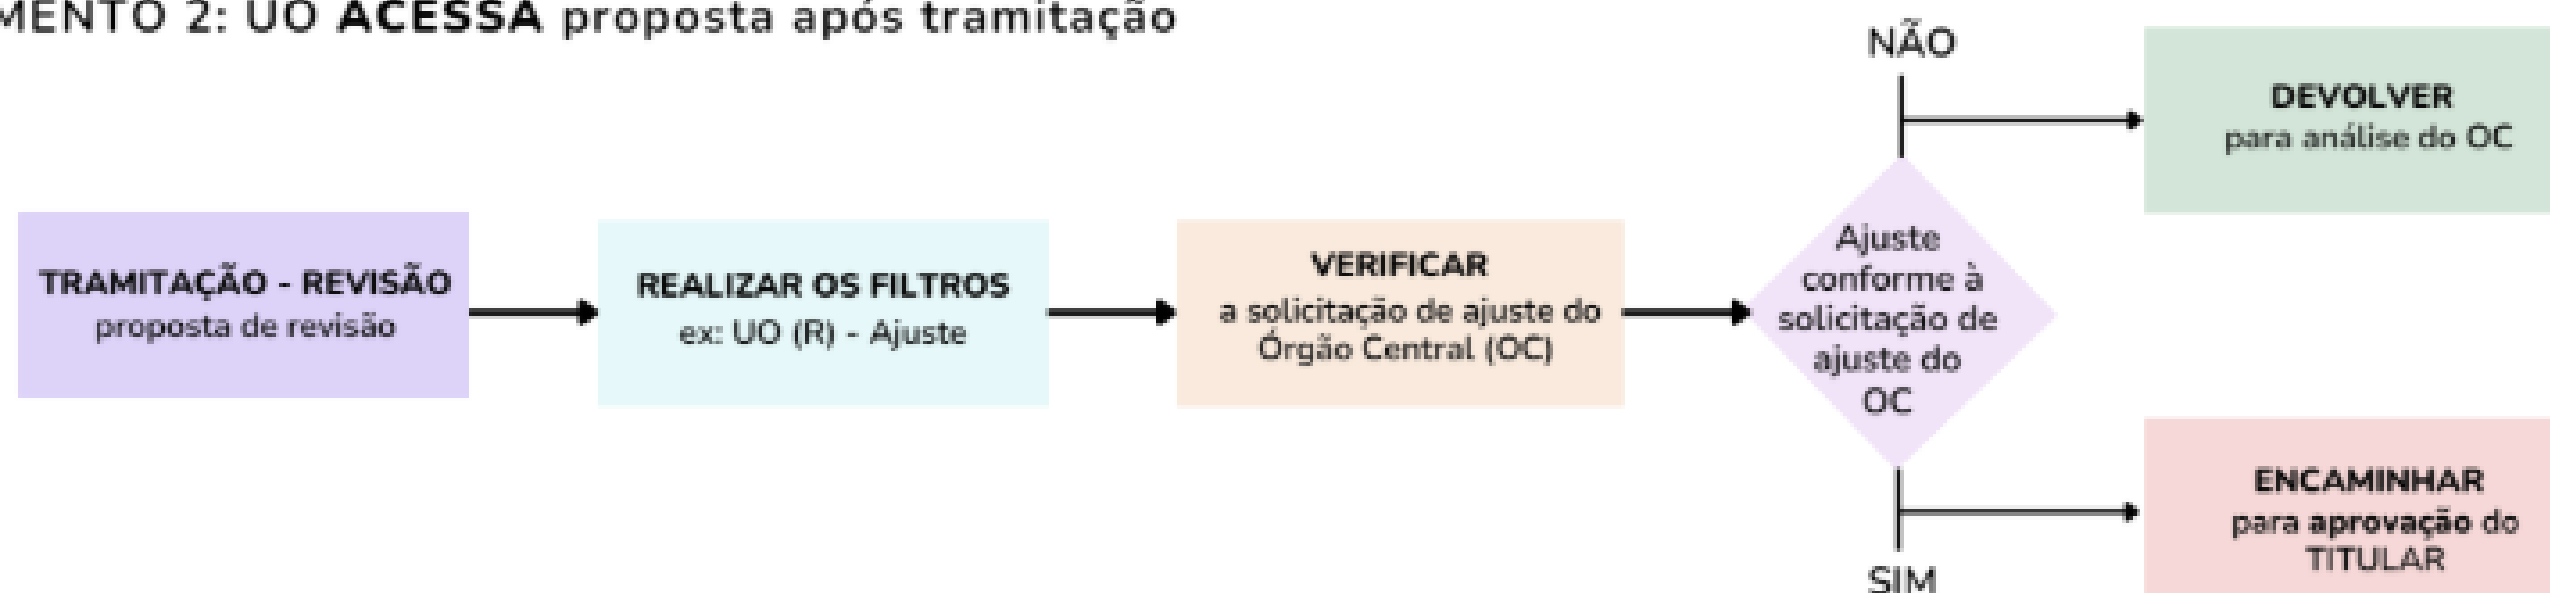 MENTO 2: UO ACESSA proposta após tramitação
TRAMITAÇÃO - REVISÃO
proposta de revisão
REALIZAR OS FILTROS
ex: UO (R) - Ajuste
VERIFICAR
a solicitação de ajuste do
Órgão Central (OC)
Ajuste
conforme à
solicitação de
ajuste do
OC
NÃO
DEVOLVER
para análise do OC
SIM
ENCAMINHAR
para aprovação do
TITULAR